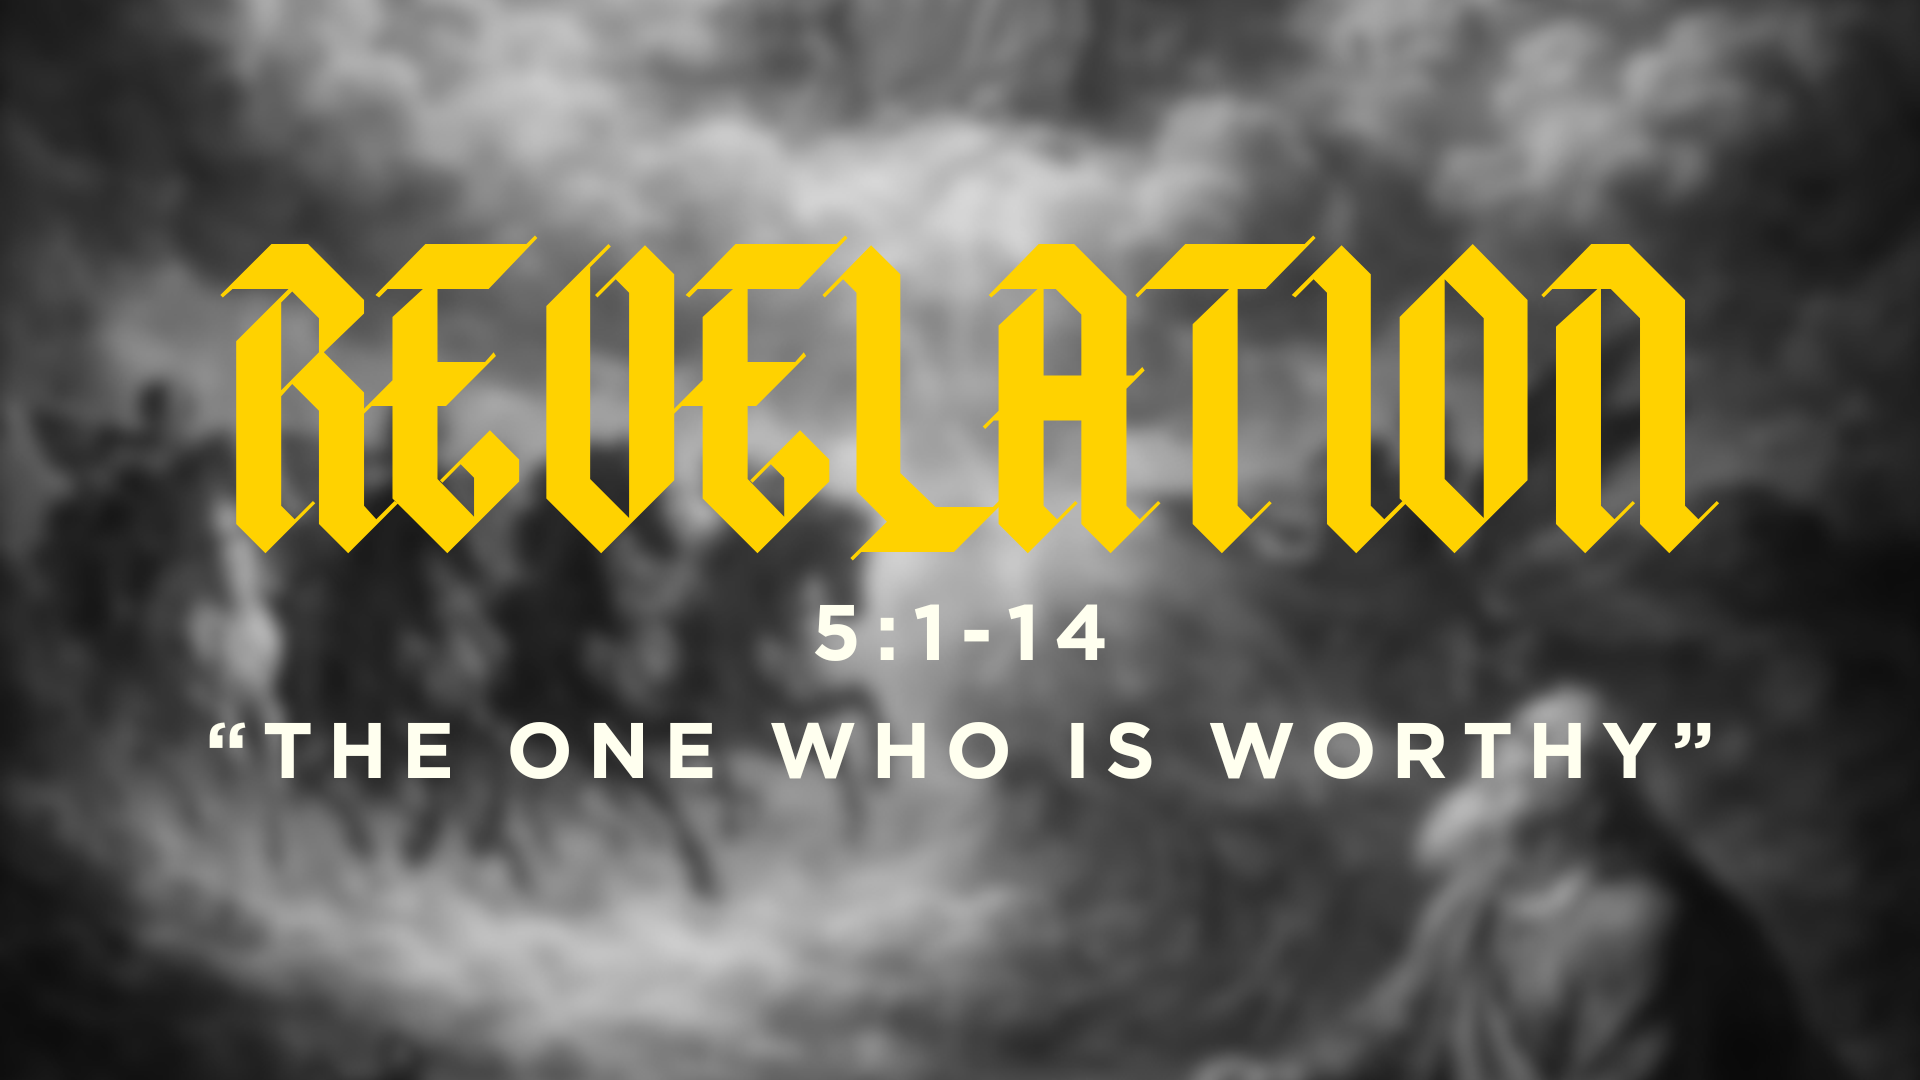 REVELATION
5:1-14
“THE ONE WHO IS WORTHY”